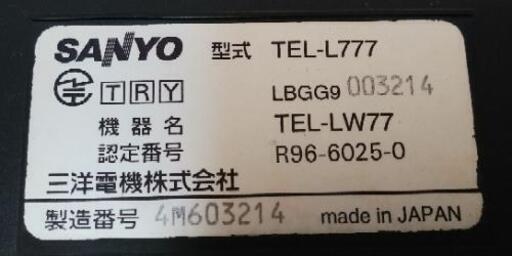 SANYO 型式 TEL-L777
T R Y LBGG9 003214
機器名 TEL-LW77
認定番号 R96-6025-0
三洋電機株式会社
製造番号 4M603214 made in JAPAN